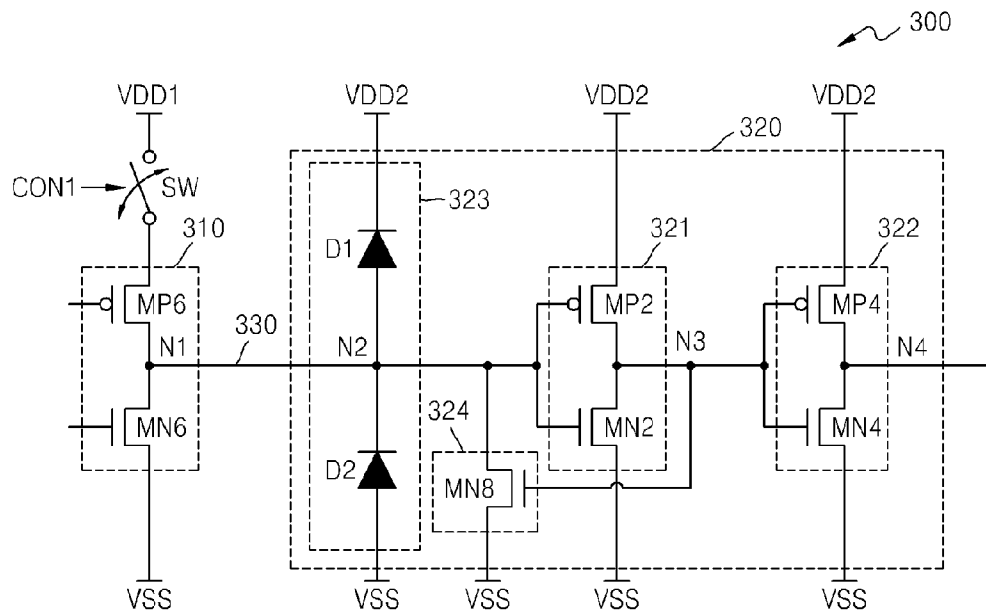 300
VDD1
VDD2
VDD2
VDD2
320
CON1
SW
323
310
321
322
D1
MP6
MP2
MP4
N1
330
N2
N3
N4
324
MN6
MN2
MN4
D2
MN8
VSS
VSS
VSS
VSS
VSS